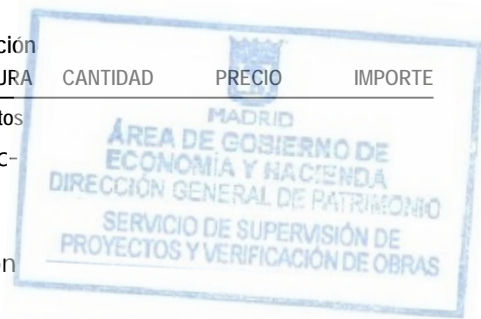 ción
URA CANTIDAD PRECIO IMPORTE
tos
MADRID
ÁREA DE GOBIERNO DE
c-
ECONOMÍA Y HACIENDA
DIRECCIÓN GENERAL DE PATRIMONIO
SERVICIO DE SUPERVISIÓN DE
PROYECTOS Y VERIFICACIÓN DE OBRAS
ón